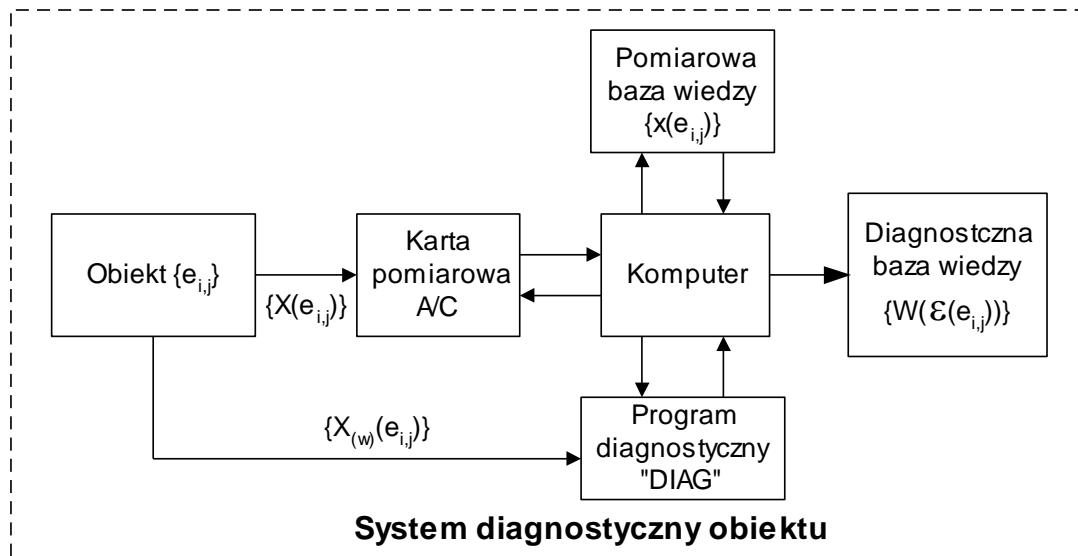 Pomiarowa
baza wiedzy
{x(e_{i,j})}
Obiekt {e_{i,j}}
{X(e_{i,j})}
Karta
pomiarowa
A/C
Komputer
Diagnostczna
baza wiedzy
{W(ε(e_{i,j}))}
{X_{(w)}(e_{i,j})}
Program
diagnostyczny
"DIAG"
System diagnostyczny obiektu